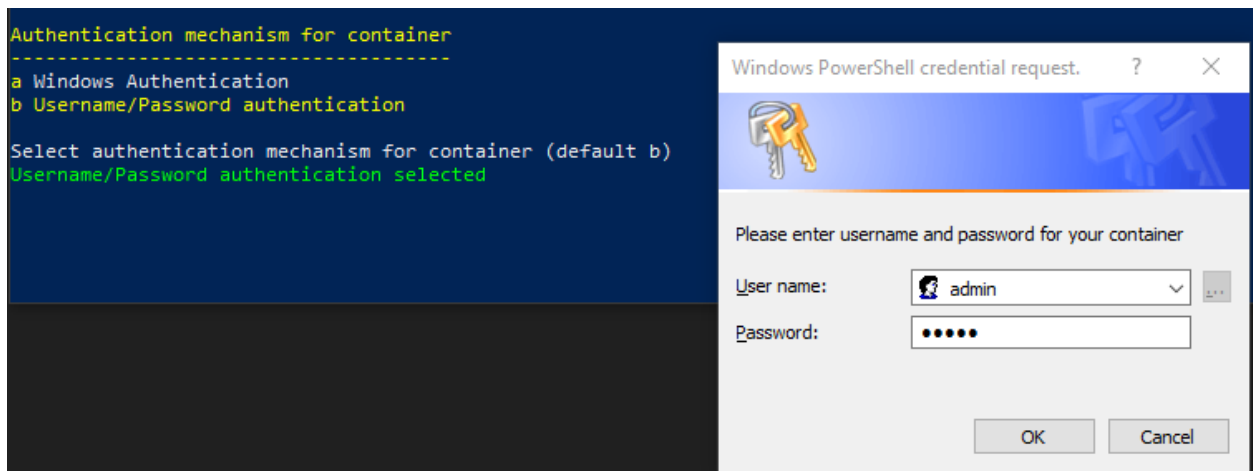 Authentication mechanism for container
--------------------------------------
a Windows Authentication
b Username/Password authentication
Select authentication mechanism for container (default b)
Username/Password authentication selected
Windows PowerShell credential request.
Please enter username and password for your container
User name:
admin
...
Password:
●●●●●
OK
Cancel